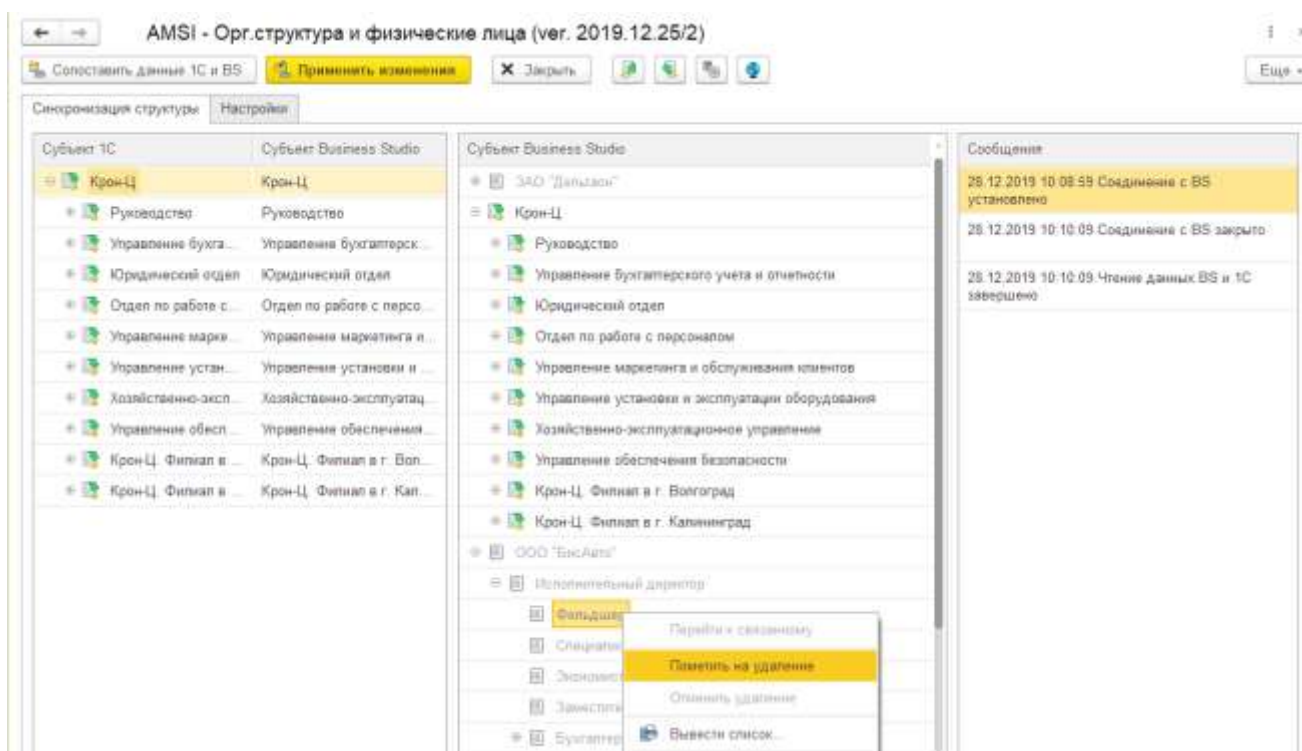 AMSI - Орг.структура и физические лица (ver. 2019.12.25/2)
Сопоставить данные 1С и BS
Применить изменения
Закрыть
Еще
Синхронизация структуры
Настройки
Субъект 1С
Субъект Business Studio
Крон-Ц
Крон-Ц
Руководство
Руководство
Управление бухга...
Управление бухгалтерск...
Юридический отдел
Юридический отдел
Отдел по работе с...
Отдел по работе с персо...
Управление марке...
Управление маркетинга и...
Управление устан...
Управление установки и ...
Хозяйственно-эксп...
Хозяйственно-эксплуатац...
Управление обесп...
Управление обеспечения...
Крон-Ц. Филиал в ...
Крон-Ц. Филиал в г. Вол...
Крон-Ц. Филиал в ...
Крон-Ц. Филиал в г. Кал...
Субъект Business Studio
ЗАО
Крон-Ц
Руководство
Управление бухгалтерского учета и отчетности
Юридический отдел
Отдел по работе с персоналом
Управление маркетинга и обслуживания клиентов
Управление установки и эксплуатации оборудования
Хозяйственно-эксплуатационное управление
Управление обеспечения безопасности
Крон-Ц. Филиал в г. Волгоград
Крон-Ц. Филиал в г. Калининград
ООО
Исполнительный директор
Фельдшер
Специали
Экономист
Заместите
Бухгалтер
Перейти к связанному
Пометить на удаление
Отменить удаление
Вывести список...
Сообщения
28.12.2019 10:08:59 Соединение с BS
установлено
28.12.2019 10:10:09 Соединение с BS закрыто
28.12.2019 10:10:09 Чтение данных BS и 1С
завершено